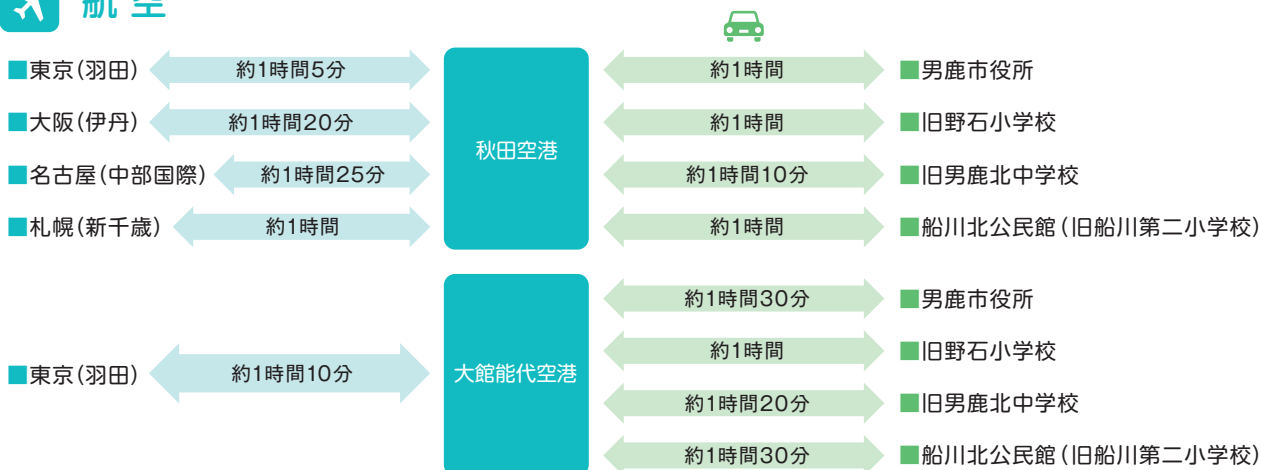 航空
■東京(羽田) 約1時間5分 約1時間 ■男鹿市役所
■大阪(伊丹) 約1時間20分 約1時間 ■旧野石小学校
秋田空港
■名古屋(中部国際) 約1時間25分 約1時間10分 ■旧男鹿北中学校
■札幌(新千歳) 約1時間 約1時間 ■船川北公民館(旧船川第二小学校)
約1時間30分 ■男鹿市役所
約1時間 ■旧野石小学校
■東京(羽田) 約1時間10分 大館能代空港
約1時間20分 ■旧男鹿北中学校
約1時間30分 ■船川北公民館(旧船川第二小学校)